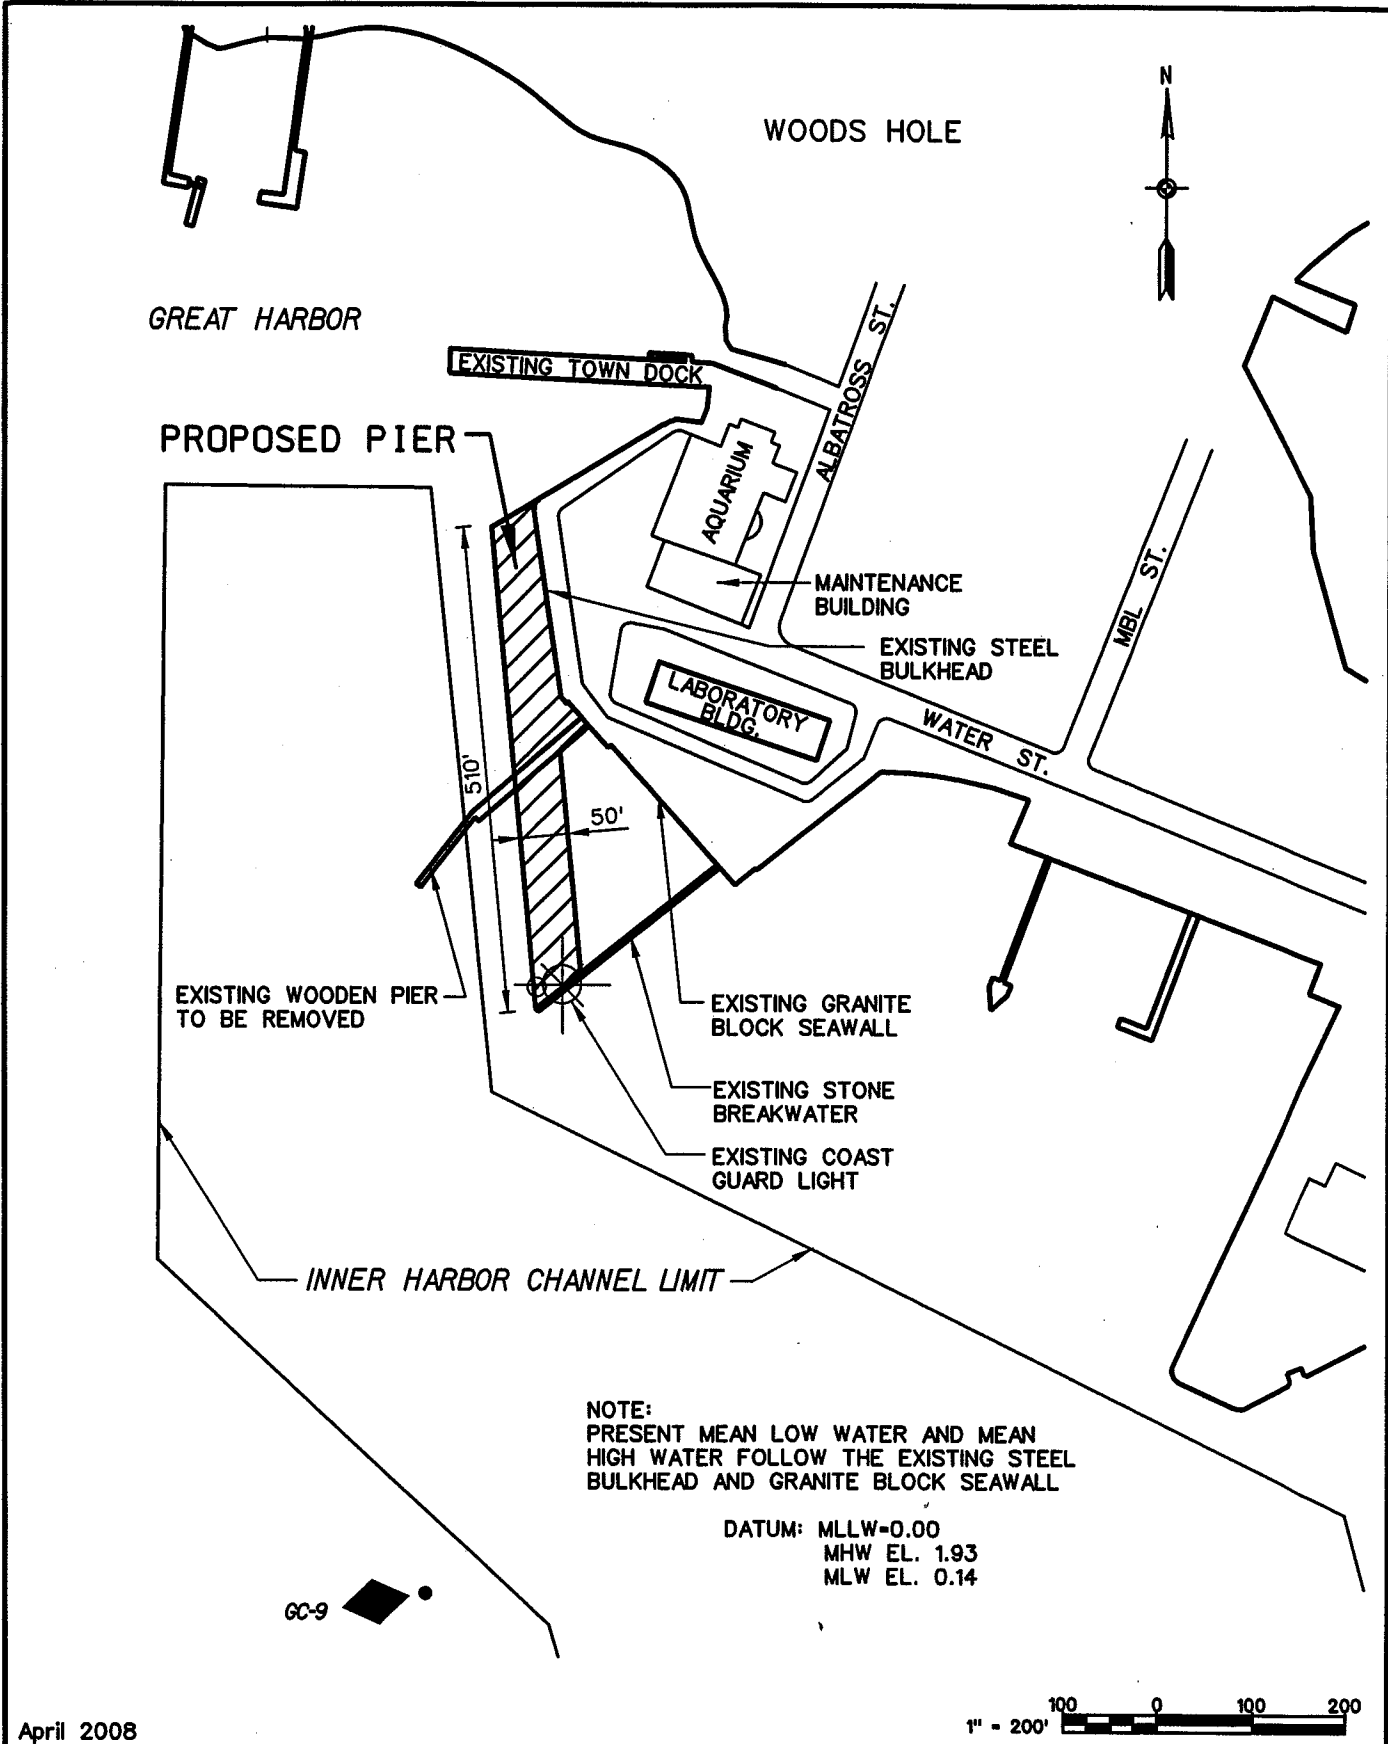 N
WOODS HOLE
GREAT HARBOR
ALBATROSS ST.
EXISTING TOWN DOCK
PROPOSED PIER
AQUARIUM
MAINTENANCE
BUILDING
MBL ST.
EXISTING STEEL
BULKHEAD
LABORATORY
BLDG.
WATER ST.
510'
50'
EXISTING WOODEN PIER
TO BE REMOVED
EXISTING GRANITE
BLOCK SEAWALL
EXISTING STONE
BREAKWATER
EXISTING COAST
GUARD LIGHT
INNER HARBOR CHANNEL LIMIT
NOTE:
PRESENT MEAN LOW WATER AND MEAN
HIGH WATER FOLLOW THE EXISTING STEEL
BULKHEAD AND GRANITE BLOCK SEAWALL
DATUM: MLLW=0.00
MHW EL. 1.93
MLW EL. 0.14
GC-9
100 0 100 200
1" = 200'
April 2008